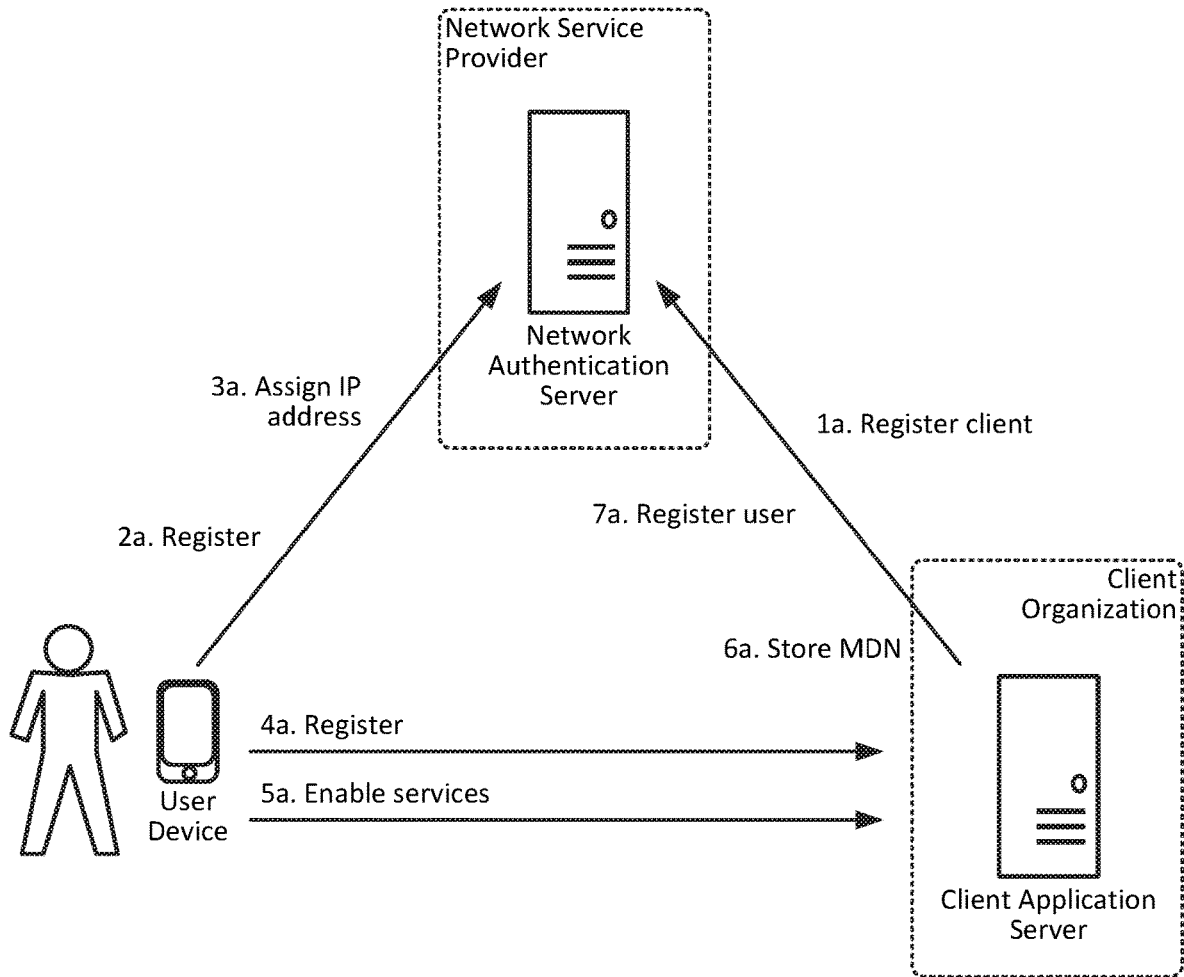 Network Service
Provider
Network
Authentication
Server
3a. Assign IP
address
1a. Register client
2a. Register
7a. Register user
Client
Organization
6a. Store MDN
4a. Register
5a. Enable services
User
Device
Client Application
Server